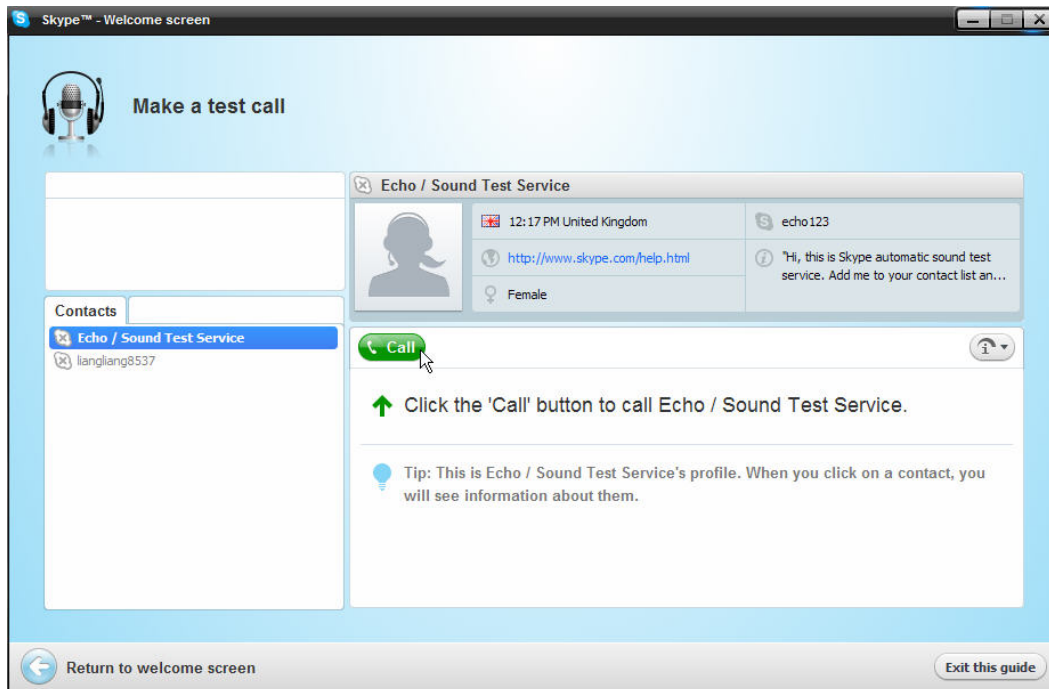 Skype™ - Welcome screen
Make a test call
Echo / Sound Test Service
12:17 PM United Kingdom
echo123
http://www.skype.com/help.html
"Hi, this is Skype automatic sound test
service. Add me to your contact list an...
Female
Contacts
Echo / Sound Test Service
liangliang8537
Call
Click the 'Call' button to call Echo / Sound Test Service.
Tip: This is Echo / Sound Test Service's profile. When you click on a contact, you
will see information about them.
Return to welcome screen
Exit this guide